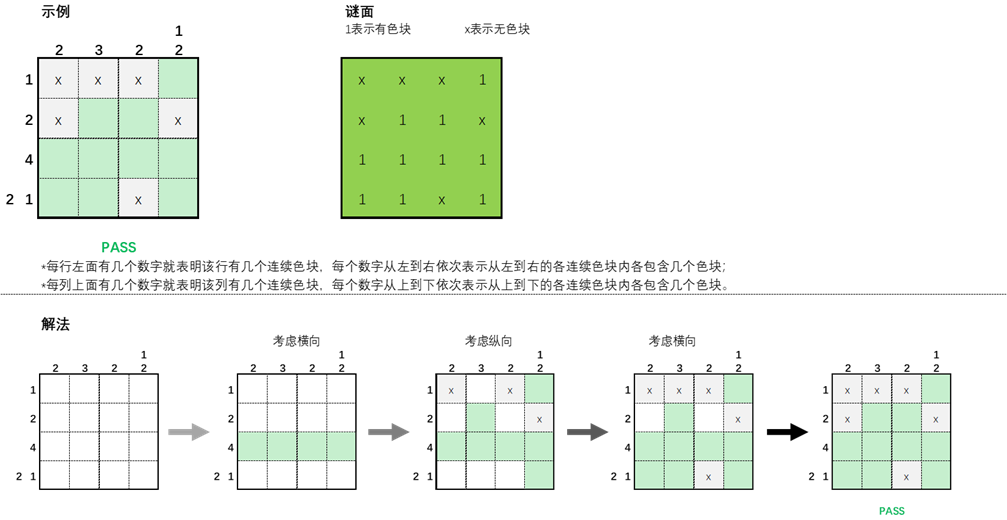 示例
谜面
1表示有色块 x表示无色块
1
2 3 2 2
1 x x x
2 x x
4
2 1 x
x x x 1
x 1 1 x
1 1 1 1
1 1 x 1
PASS
*每行左面有几个数字就表明该行有几个连续色块，每个数字从左到右依次表示从左到右的各连续色块内各包含几个色块;
*每列上面有几个数字就表明该列有几个连续色块，每个数字从上到下依次表示从上到下的各连续色块内各包含几个色块。
解法
1
2 3 2 2
1
2
4
2 1
考虑横向
1
2 3 2 2
1
2
4
2 1
考虑纵向
1
2 3 2 2
1 x x
2 x
4
2 1
考虑横向
1
2 3 2 2
1 x x x
2 x
4
2 1 x
1
2 3 2 2
1 x x x
2 x x
4
2 1 x
PASS